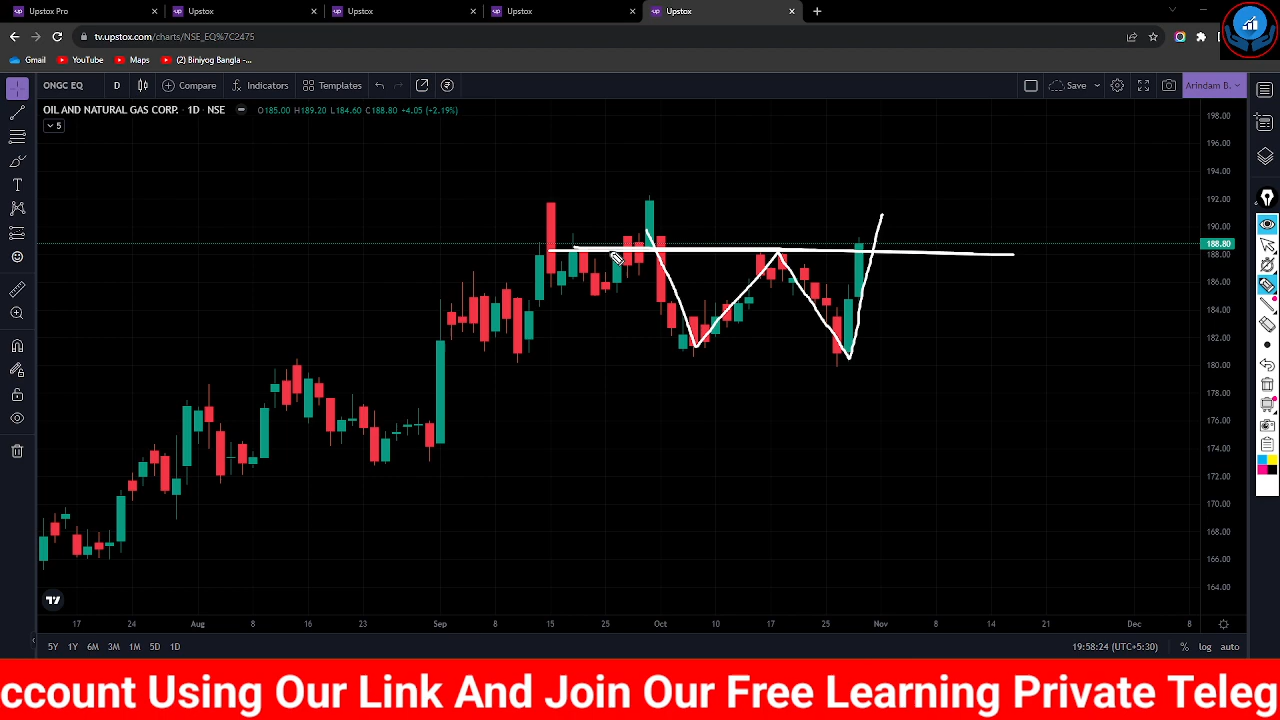 Upstox Pro
Upstox
Upstox
Upstox
Upstox
tv.upstox.com/charts/NSE_EQ%7C2475
Gmail
YouTube
Maps
(2) Biniyog Bangla -...
ONGC EQ
D
Compare
Indicators
Templates
Save
Arindam B..
OIL AND NATURAL GAS CORP. · 1D · NSE
O185.00 H189.20 L184.60 +4.05 (+2.19%)
5
198.00
196.00
194.00
192.00
190.00
188.80
188.00
186.00
184.00
182.00
180.00
178.00
176.00
174.00
172.00
170.00
168.00
166.00
164.00
17 24 Aug 8 16 23 Sep 8 15 25 Oct 10 17 25 Nov 8 14 21 Dec 8
5Y 1Y 6M 3M 1M 5D 1D
19:58:24 (UTC+5:30)
% log auto
ccount Using Our Link And Join Our Free Learning Private Teleg